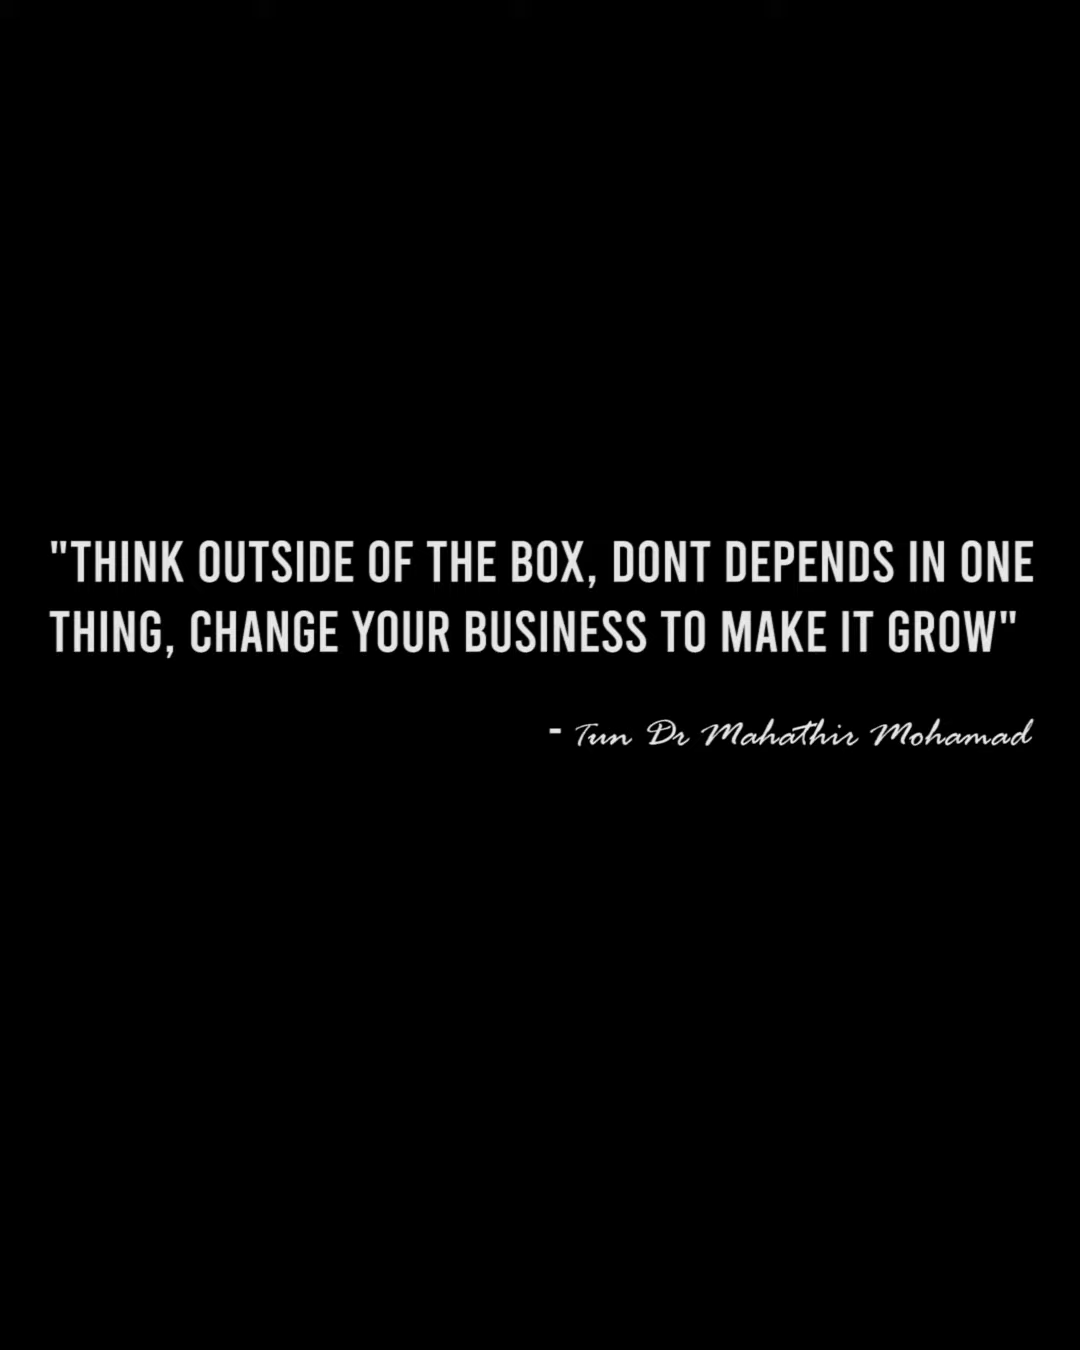 "THINK OUTSIDE OF THE BOX, DONT DEPENDS IN ONE
THING, CHANGE YOUR BUSINESS TO MAKE IT GROW"
- Tun Dr Mahathir Mohamad